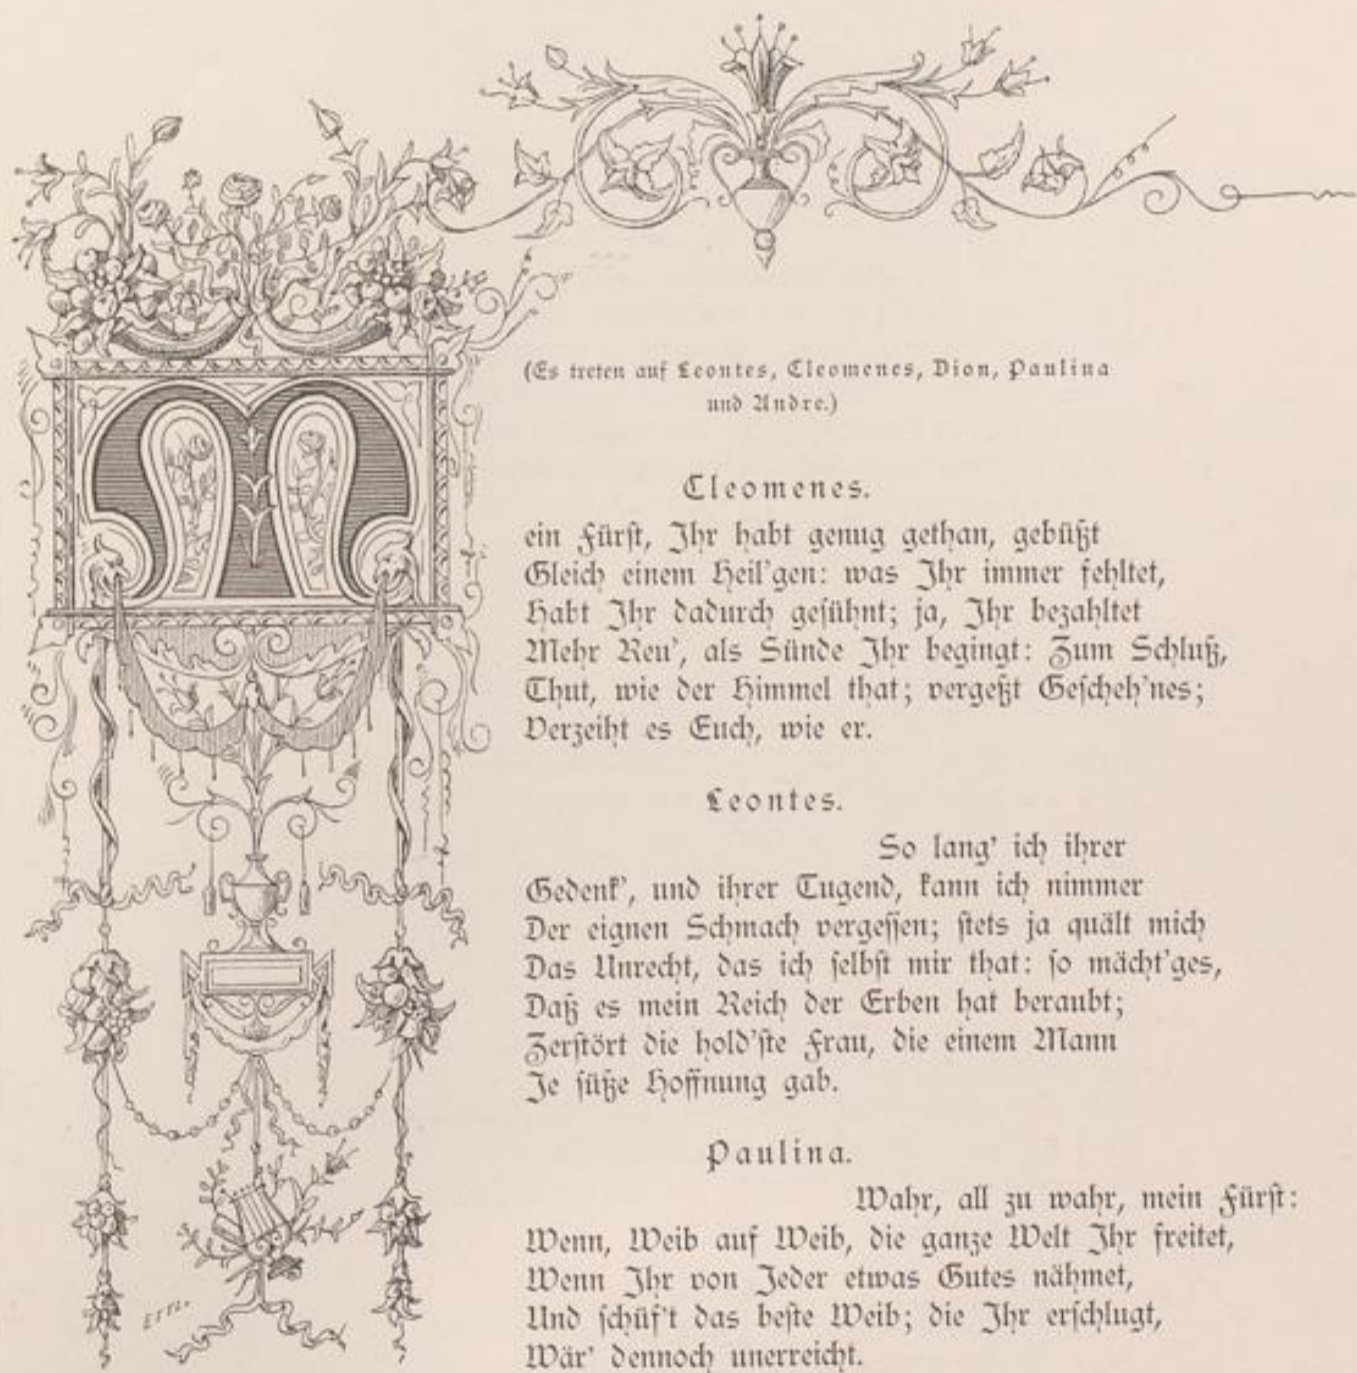 (Es treten auf Leontes, Cleomenes, Dion, Paulina
und Andre.)
Cleomenes.
Mein Fürst, Ihr habt genug gethan, gebüßt
Gleich einem Heil'gen: was Ihr immer fehltet,
Habt Ihr dadurch gesühnt; ja, Ihr bezahltet
Mehr Reu', als Sünde Ihr begingt: Zum Schluß,
Thut, wie der Himmel that; vergeßt Gescheh'nes;
Verzeiht es Euch, wie er.
Leontes.
So lang' ich ihrer
Gedenk', und ihrer Tugend, kann ich nimmer
Der eignen Schmach vergessen; stets ja quält mich
Das Unrecht, das ich selbst mir that: so mächt'ges,
Daß es mein Reich der Erben hat beraubt;
Zerstört die hold'ste Frau, die einem Mann
Je süße Hoffnung gab.
Paulina.
Wahr, all zu wahr, mein Fürst:
Wenn, Weib auf Weib, die ganze Welt Ihr freitet,
Wenn Ihr von Jeder etwas Gutes nähmet,
Und schüf't das beste Weib; die Ihr erschlugt,
Wär' dennoch unerreicht.